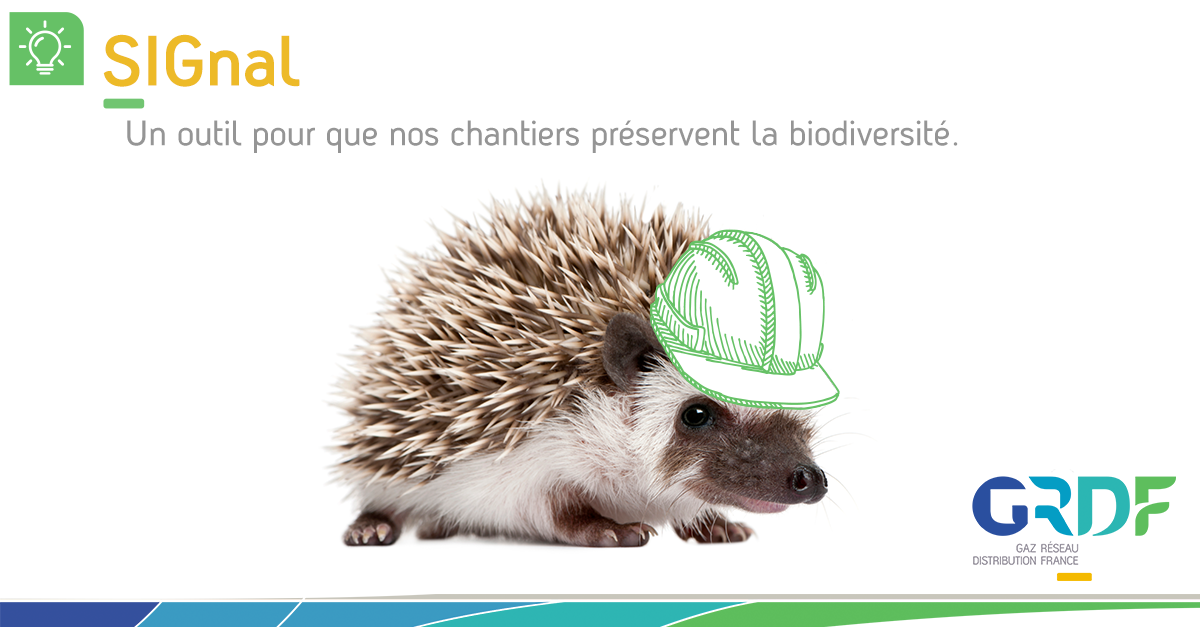 SIGnal
Un outil pour que nos chantiers préservent la biodiversité.
GRDF
GAZ RÉSEAU
DISTRIBUTION FRANCE